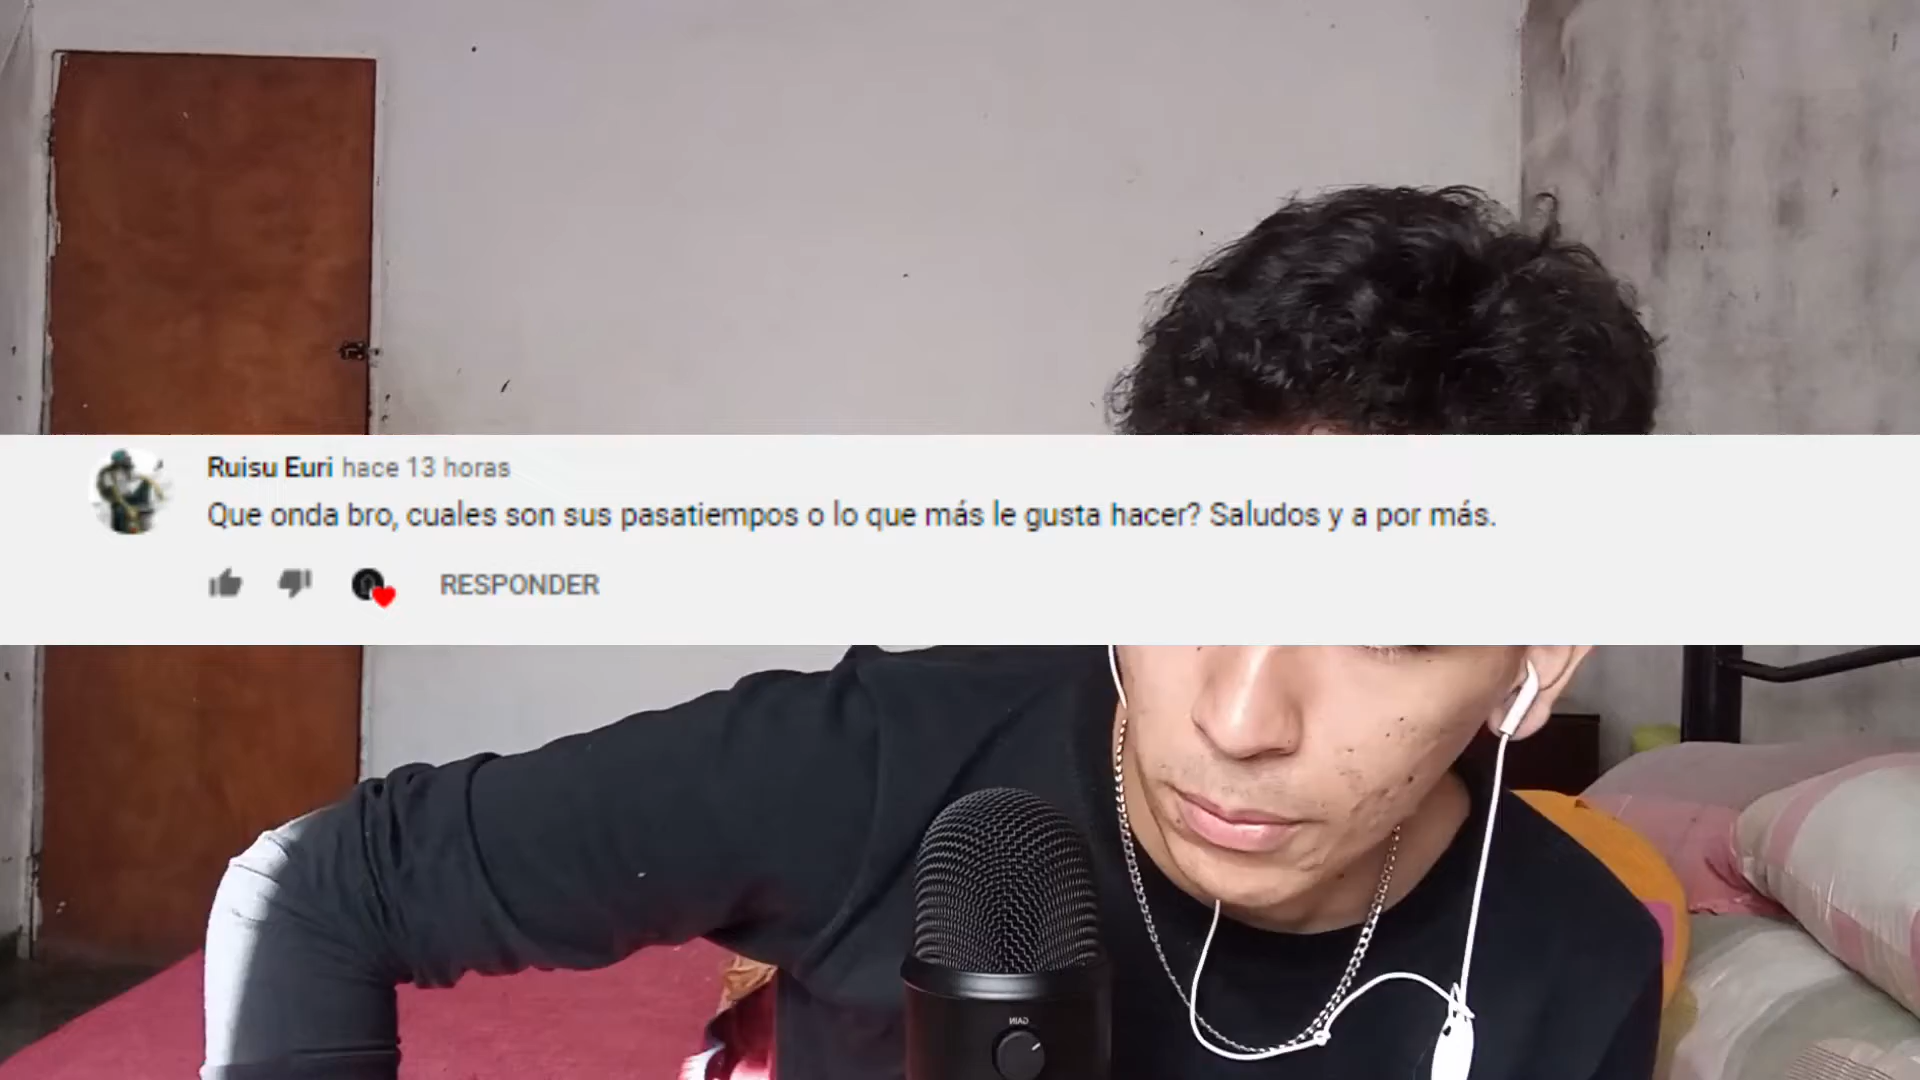 Ruisu Euri hace 13 horas
Que onda bro, cuales son sus pasatiempos o lo que más le gusta hacer? Saludos y a por más.
RESPONDER
GAIN